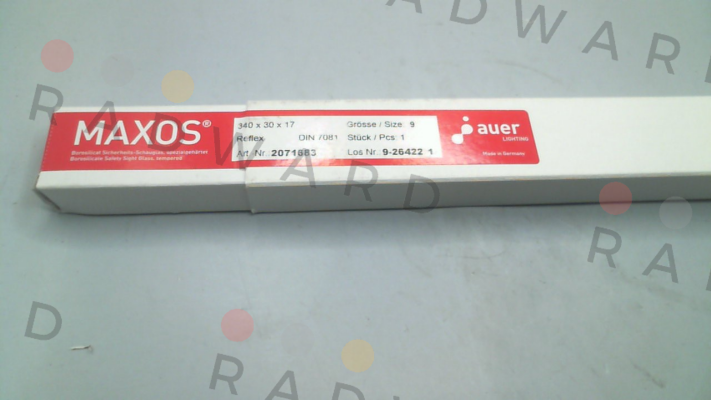 MAXOS®
Borosilicat Sicherheits-Schauglas, spezialgehärtet
Borosilicate Safety Sight Glass, tempered
340 x 30 x 17 Grösse / Size: 9
Reflex DIN 7081 Stück / Pcs: 1
Art. Nr. 2071683 Los Nr. 9-26422 1
auer
LIGHTING
Made in Germany
RADWARD
RADWARD
RAD
D
RAD